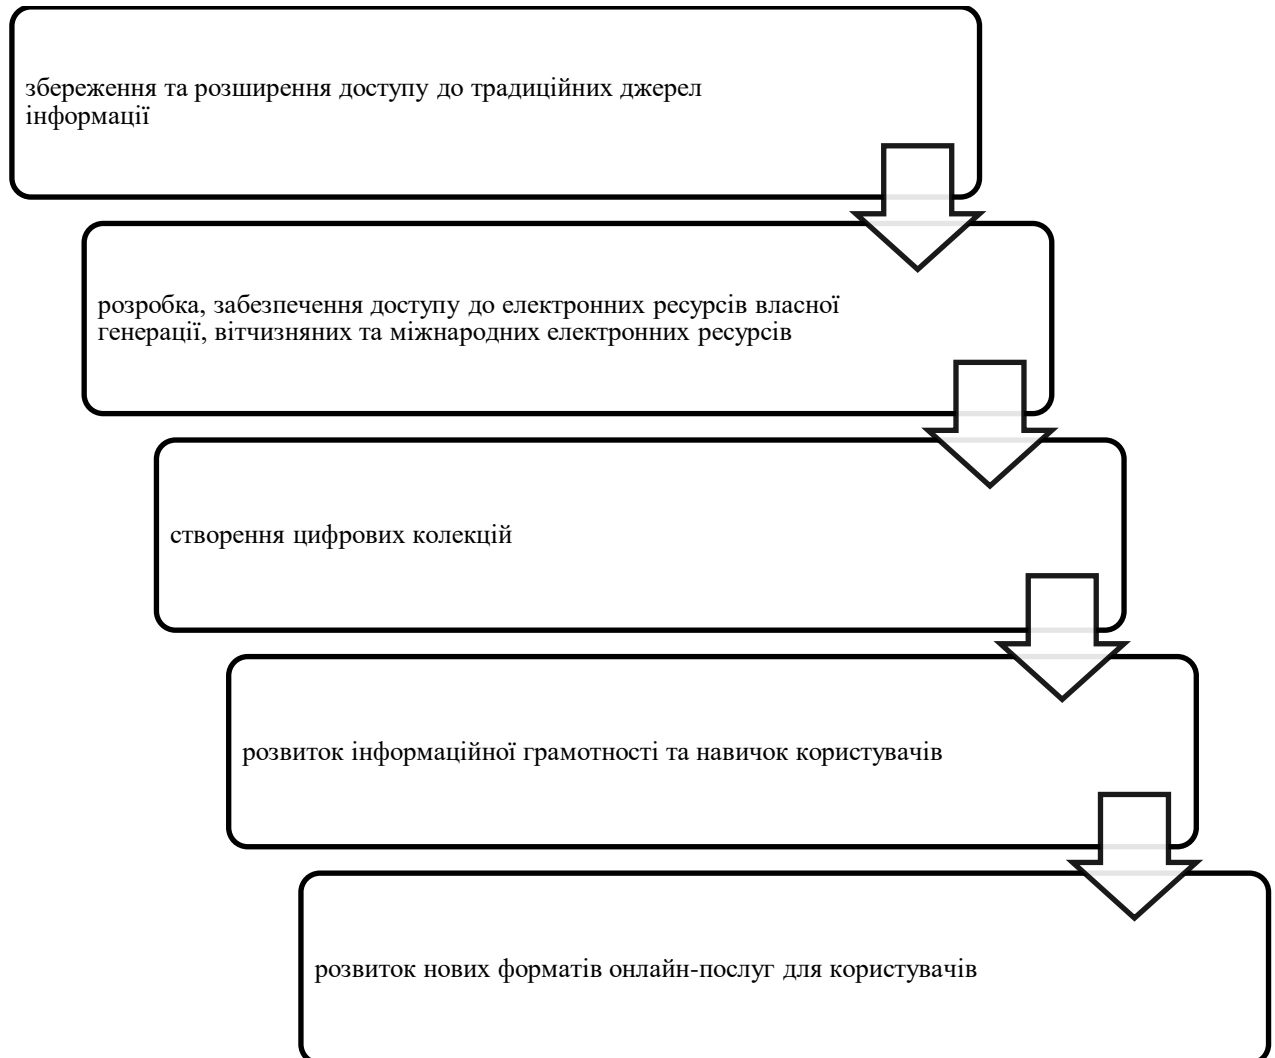 збереження та розширення доступу до традиційних джерел
інформації
розробка, забезпечення доступу до електронних ресурсів власної
генерації, вітчизняних та міжнародних електронних ресурсів
створення цифрових колекцій
розвиток інформаційної грамотності та навичок користувачів
розвиток нових форматів онлайн-послуг для користувачів